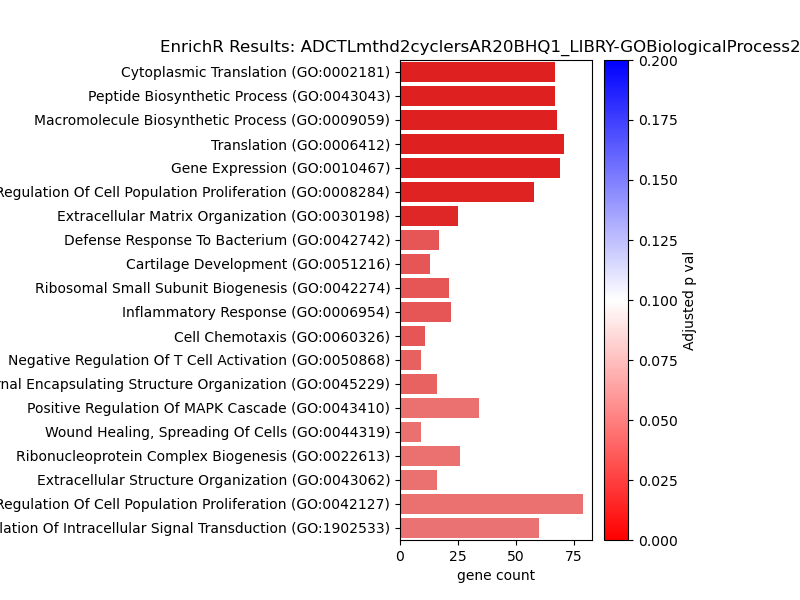 EnrichR Results: ADCTLmthd2cyclersAR20BHQ1_LIBRY-GOBiologicalProcess2
Cytoplasmic Translation (GO:0002181)
Peptide Biosynthetic Process (GO:0043043)
Macromolecule Biosynthetic Process (GO:0009059)
Translation (GO:0006412)
Gene Expression (GO:0010467)
Regulation Of Cell Population Proliferation (GO:0008284)
Extracellular Matrix Organization (GO:0030198)
Defense Response To Bacterium (GO:0042742)
Cartilage Development (GO:0051216)
Ribosomal Small Subunit Biogenesis (GO:0042274)
Inflammatory Response (GO:0006954)
Cell Chemotaxis (GO:0060326)
Negative Regulation Of T Cell Activation (GO:0050868)
nal Encapsulating Structure Organization (GO:0045229)
Positive Regulation Of MAPK Cascade (GO:0043410)
Wound Healing, Spreading Of Cells (GO:0044319)
Ribonucleoprotein Complex Biogenesis (GO:0022613)
Extracellular Structure Organization (GO:0043062)
Regulation Of Cell Population Proliferation (GO:0042127)
lation Of Intracellular Signal Transduction (GO:1902533)
0 25 50 75
gene count
0.200
0.175
0.150
0.125
0.100
0.075
0.050
0.025
0.000
Adjusted p val